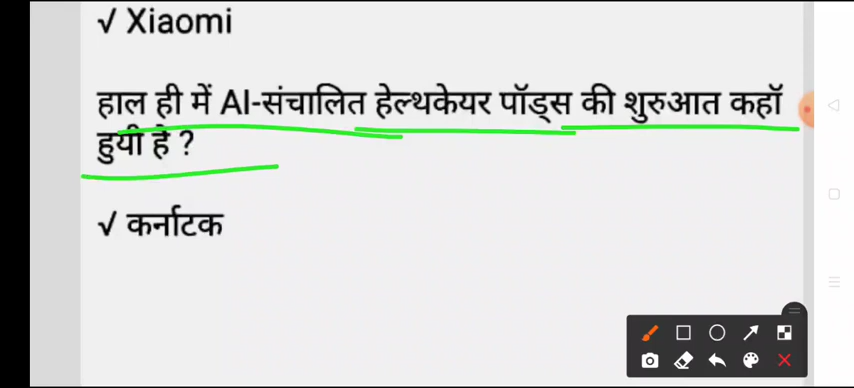 √ Xiaomi
हाल ही में AI-संचालित हेल्थकेयर पॉड्स की शुरुआत कहॉ
हुयी है ?
√ कर्नाटक